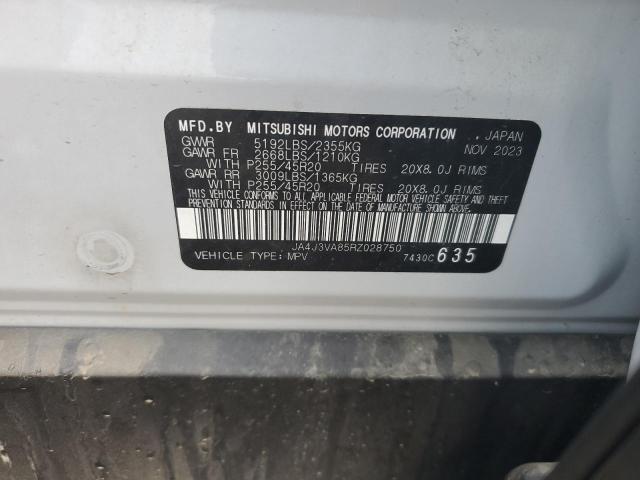 MFD.BY MITSUBISHI MOTORS CORPORATION , JAPAN
GVWR 5192LBS/2355KG NOV 2023
GAWR FR 2668LBS/1210KG
WITH P255/45R20 TIRES 20X8.0J RIMS
GAWR RR 3009LBS/1365KG
WITH P255/45R20 TIRES 20X8.0J RIMS
THIS VEHICLE CONFORMS TO ALL APPLICABLE FEDERAL MOTOR VEHICLE SAFETY AND THEFT
PREVENTION STANDARDS IN EFFECT ON THE DATE OF MANUFACTURE SHOWN ABOVE.
JA4J3VA85RZ028750
VEHICLE TYPE: MPV 7430C 635